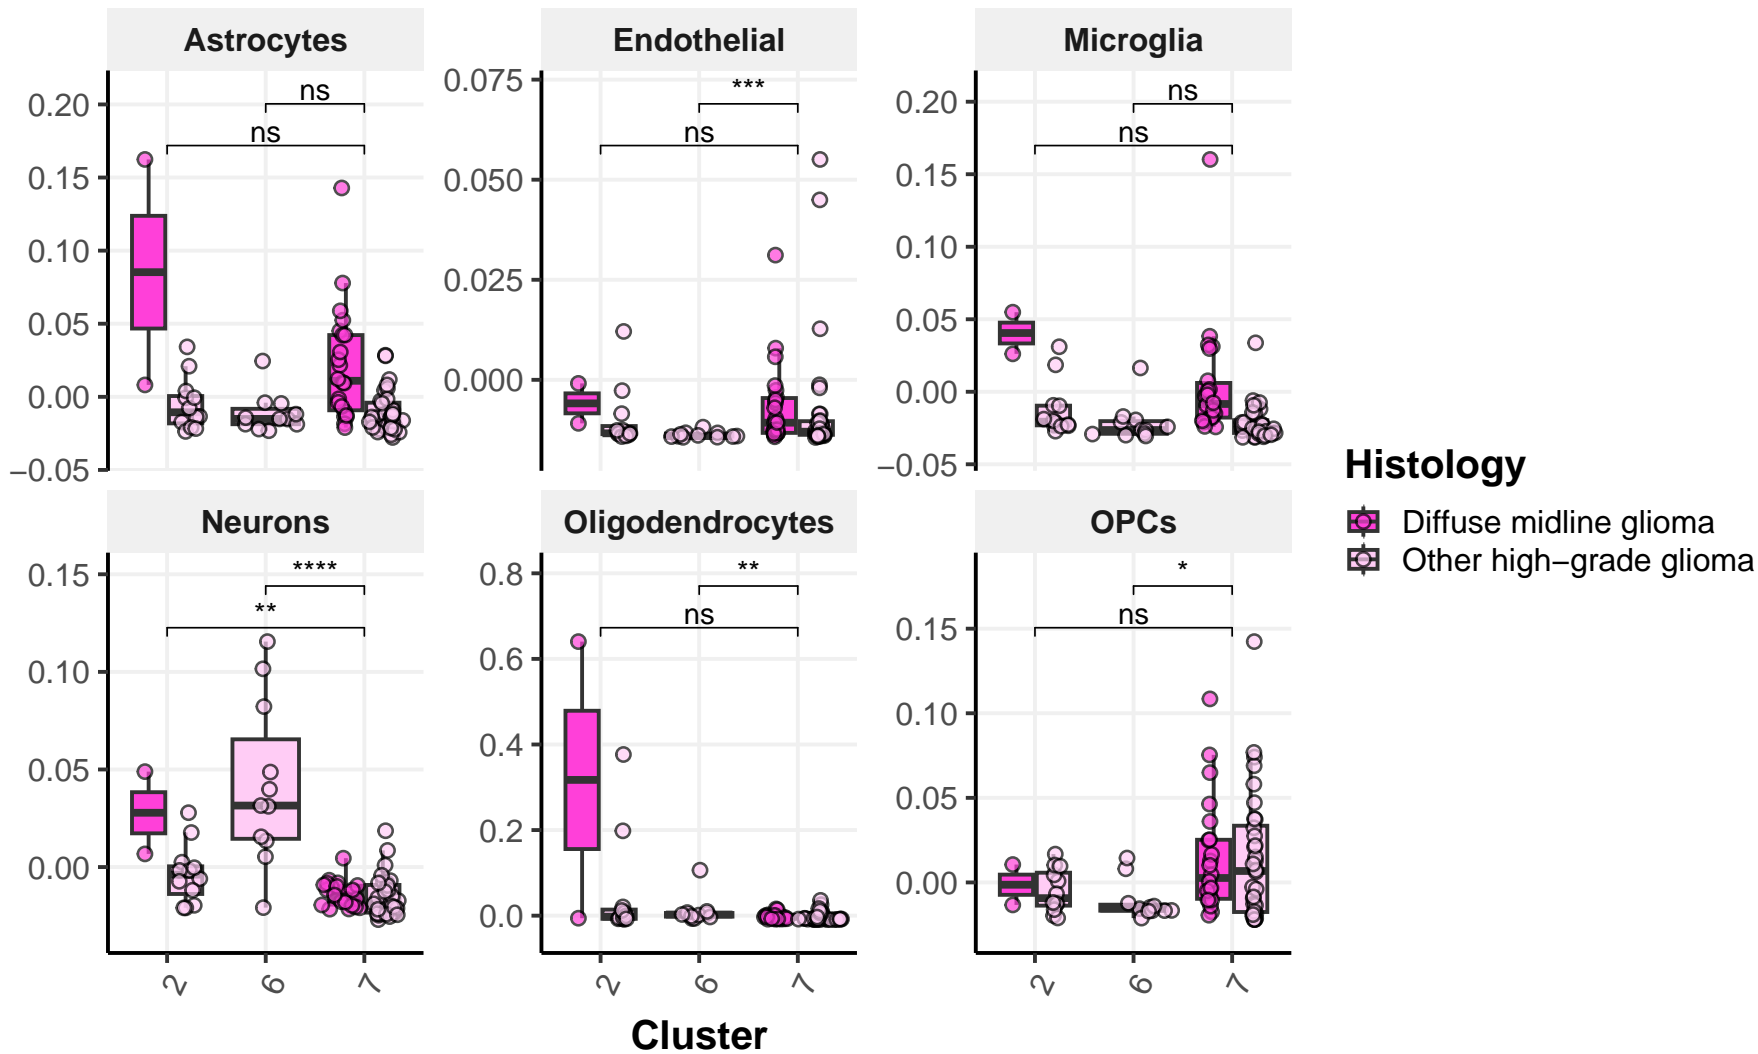 Astrocytes
Endothelial
Microglia
0.20
0.15
0.10
0.05
0.00
−0.05
ns
ns
0.075
0.050
0.025
0.000
***
ns
0.20
0.15
0.10
0.05
0.00
−0.05
ns
ns
Neurons
Oligodendrocytes
OPCs
0.15
0.10
0.05
0.00
****
**
0.8
0.6
0.4
0.2
0.0
**
ns
0.15
0.10
0.05
0.00
*
ns
2
6
7
2
6
7
2
6
7
Cluster
Histology
Diffuse midline glioma
Other high−grade glioma